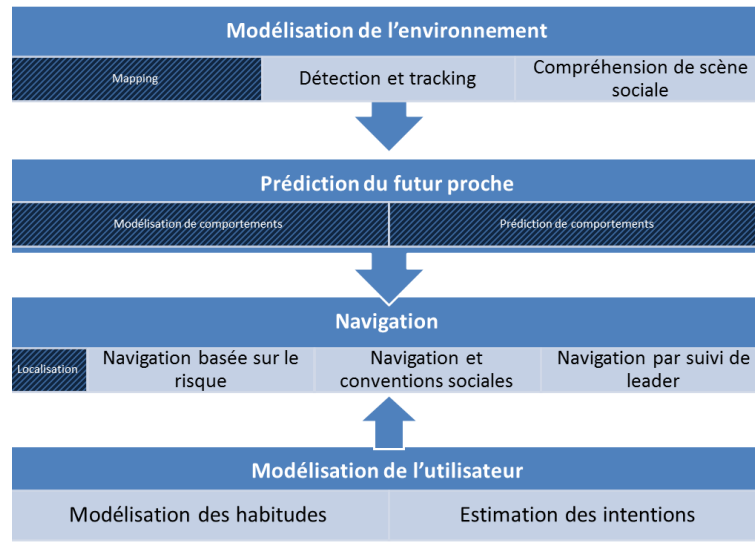 Modélisation de l'environnement
Mapping
Détection et tracking
Compréhension de scène
sociale
Prédiction du futur proche
Modélisation de comportements
Prédiction de comportements
Navigation
Localisation
Navigation basée sur le
risque
Navigation et
conventions sociales
Navigation par suivi de
leader
Modélisation de l'utilisateur
Modélisation des habitudes
Estimation des intentions